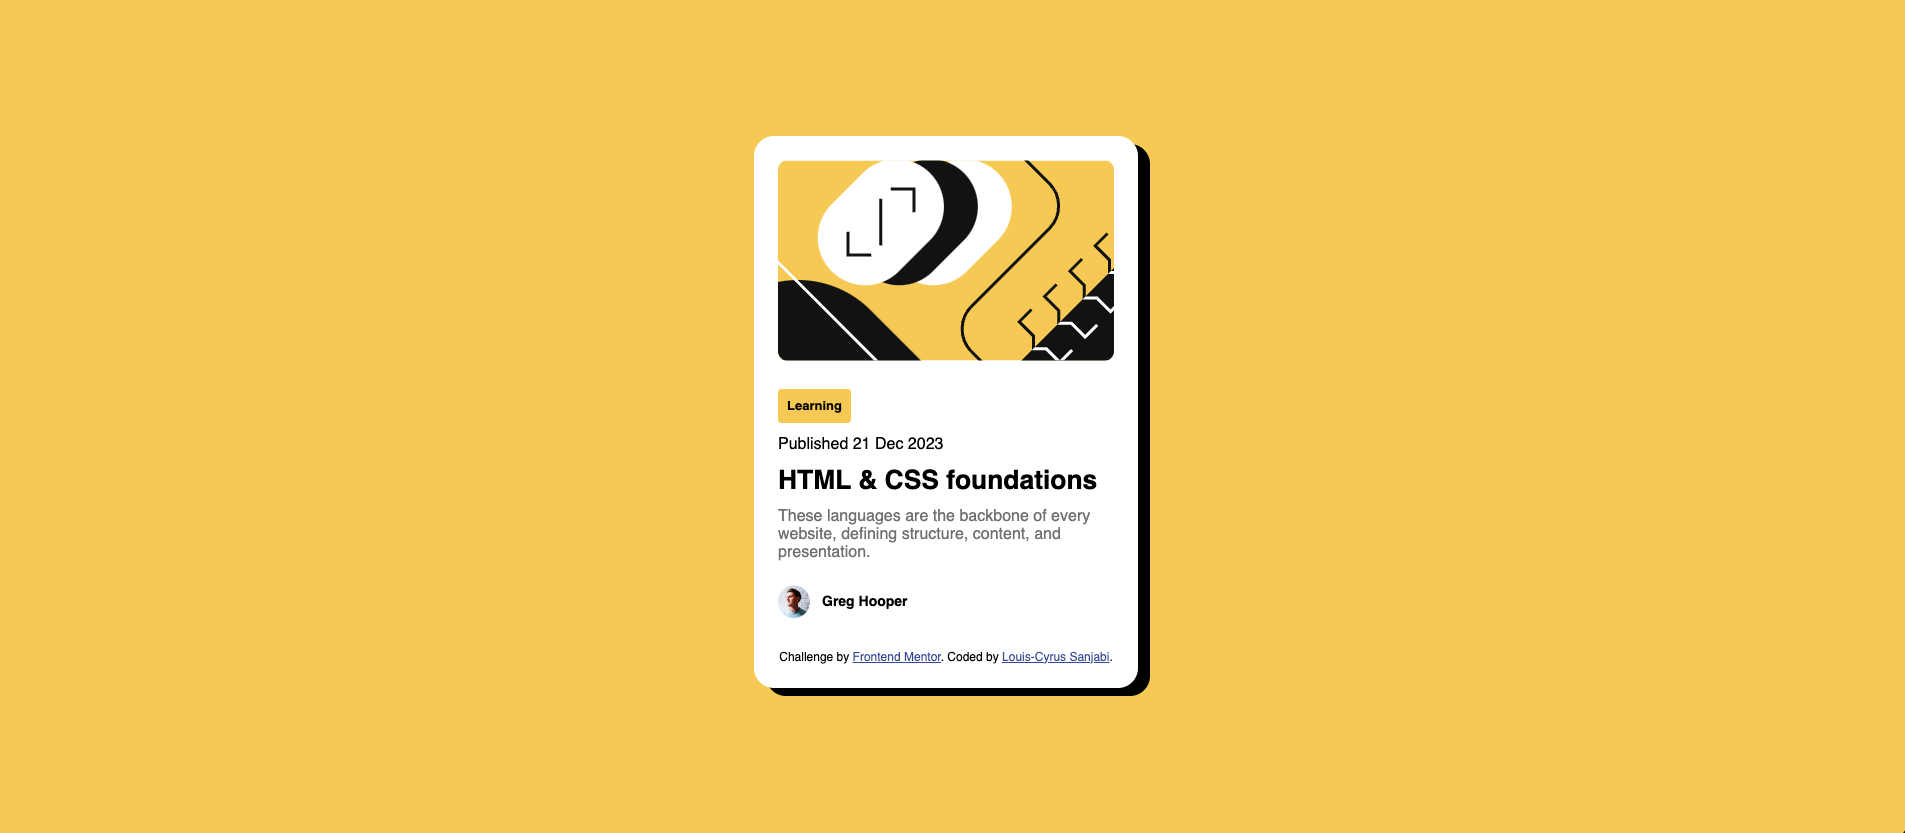 Learning
Published 21 Dec 2023
HTML & CSS foundations
These languages are the backbone of every
website, defining structure, content, and
presentation.
Greg Hooper
Challenge by Frontend Mentor. Coded by Louis-Cyrus Sanjabi.